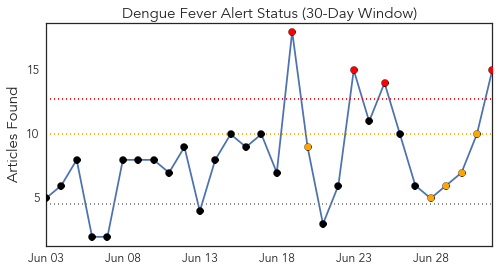 Dengue Fever Alert Status (30-Day Window)
Articles Found
15
10
5
Jun 03 Jun 08 Jun 13 Jun 18 Jun 23 Jun 28